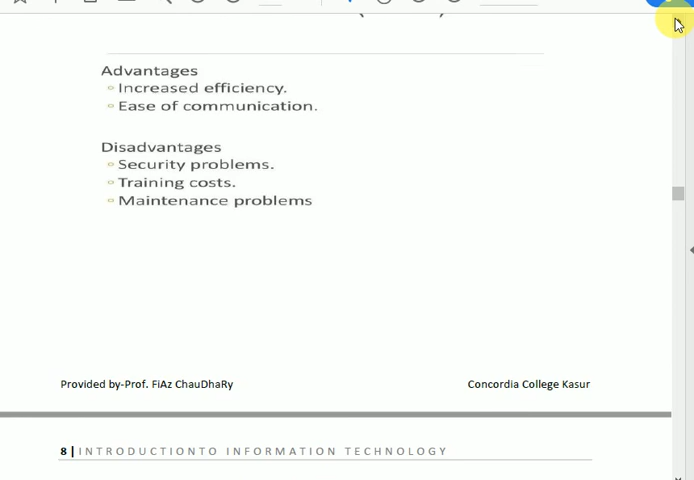 Advantages
Increased efficiency.
Ease of communication.
Disadvantages
Security problems.
Training costs.
Maintenance problems
Provided by-Prof. FiAz ChauDhaRy Concordia College Kasur
8 | INTRODUCTIONTO INFORMATION TECHNOLOGY